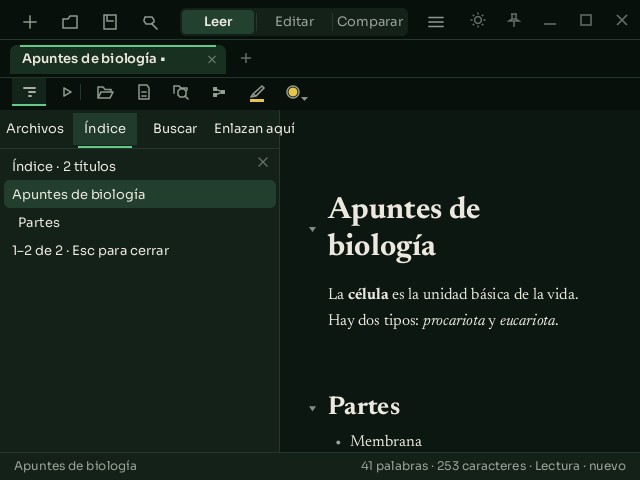 Leer
Editar
Comparar
Apuntes de biología •
Archivos
Índice
Buscar
Enlazan aquí
Índice · 2 títulos
Apuntes de biología
Partes
1–2 de 2 · Esc para cerrar
Apuntes de
biología
La célula es la unidad básica de la vida.
Hay dos tipos: procariota y eucariota.
Partes
• Membrana
Apuntes de biología
41 palabras · 253 caracteres · Lectura · nuevo